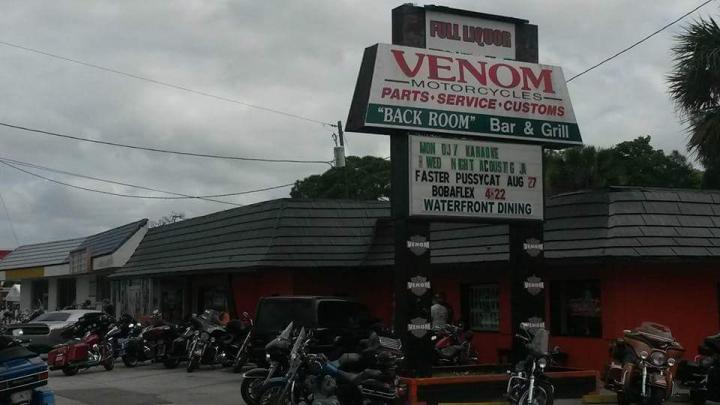 FULL LIQUOR
VENOM
MOTORCYCLES
PARTS·SERVICE·CUSTOMS
"BACK ROOM" Bar & Grill
MON DJ/ KARAOKE
WED NIGHT ACOUSTIC JA
FASTER PUSSYCAT AUG 27
BOBAFLEX 4-22
WATERFRONT DINING
VENOM
VENOM
VENOM
VENOM
VENOM
VENOM